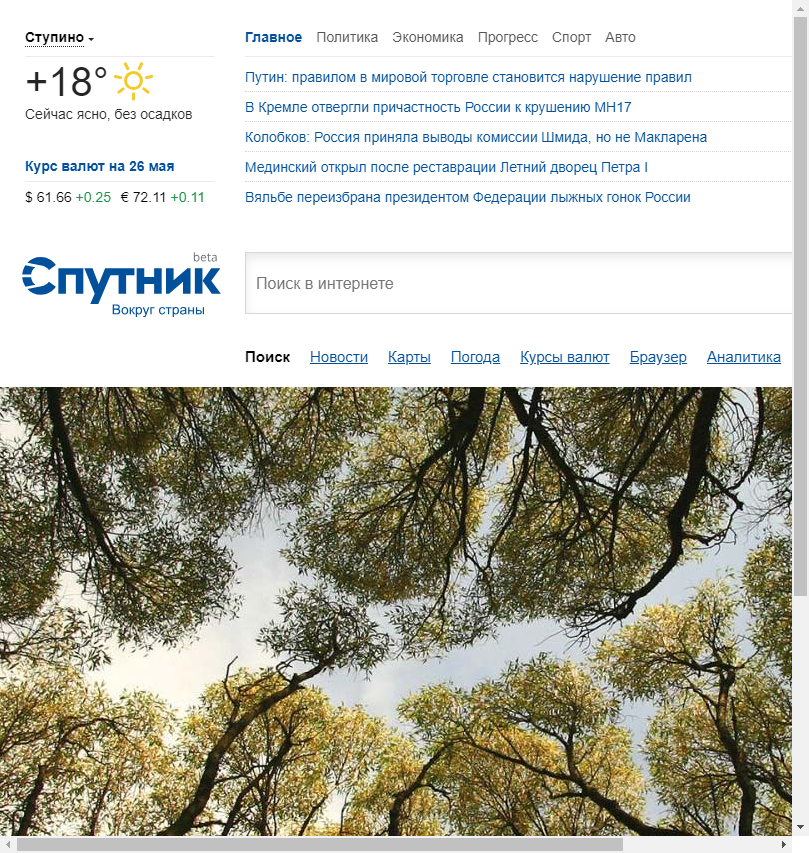 Ступино
+18°
Сейчас ясно, без осадков
Курс валют на 26 мая
$ 61.66 +0.25 € 72.11 +0.11
Главное Политика Экономика Прогресс Спорт Авто
Путин: правилом в мировой торговле становится нарушение правил
В Кремле отвергли причастность России к крушению MH17
Колобков: Россия приняла выводы комиссии Шмида, но не Макларена
Мединский открыл после реставрации Летний дворец Петра I
Вяльбе переизбрана президентом Федерации лыжных гонок России
beta
Спутник
Вокруг страны
Поиск в интернете
Поиск Новости Карты Погода Курсы валют Браузер Аналитика